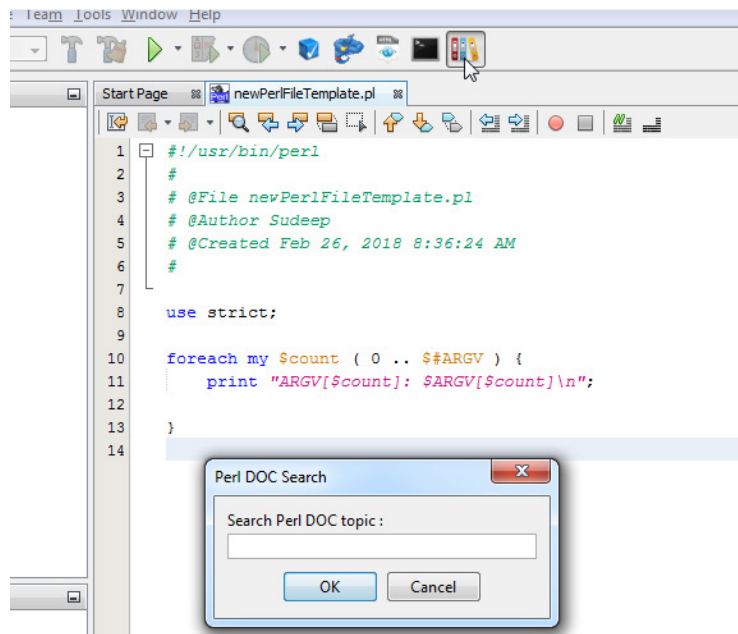 Team Tools Window Help
Start Page newPerlFileTemplate.pl
1 #!/usr/bin/perl
2 #
3 # @File newPerlFileTemplate.pl
4 # @Author Sudeep
5 # @Created Feb 26, 2018 8:36:24 AM
6 #
7
8 use strict;
9
10 foreach my $count ( 0 .. $#ARGV ) {
11 print "ARGV[$count]: $ARGV[$count]\n";
12
13 }
14
Perl DOC Search
Search Perl DOC topic :
OK Cancel